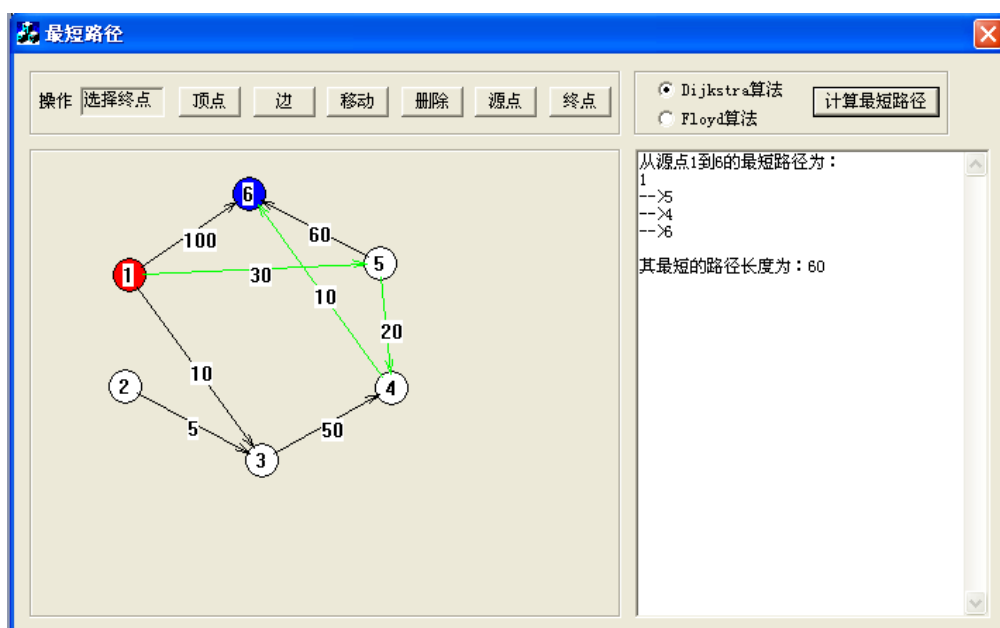 最短路径
操作 选择终点 顶点 边 移动 删除 源点 终点
Dijkstra算法
Floyd算法
计算最短路径
6
100
60
1
30
5
10
20
10
2
4
5
50
3
从源点1到6的最短路径为：
1
-->5
-->4
-->6
其最短的路径长度为：60